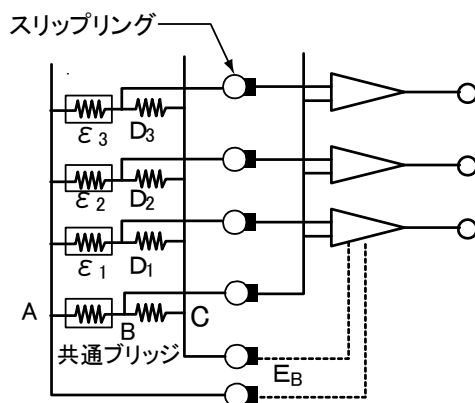 スリップリング
ε3 D3
ε2 D2
ε1 D1
A B C
共通ブリッジ
EB